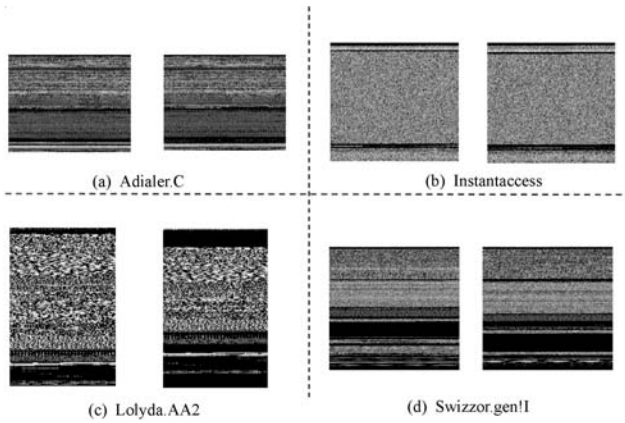 (a) Adialer.C
(b) Instantaccess
(c) Lolyda.AA2
(d) Swizzor.gen!I